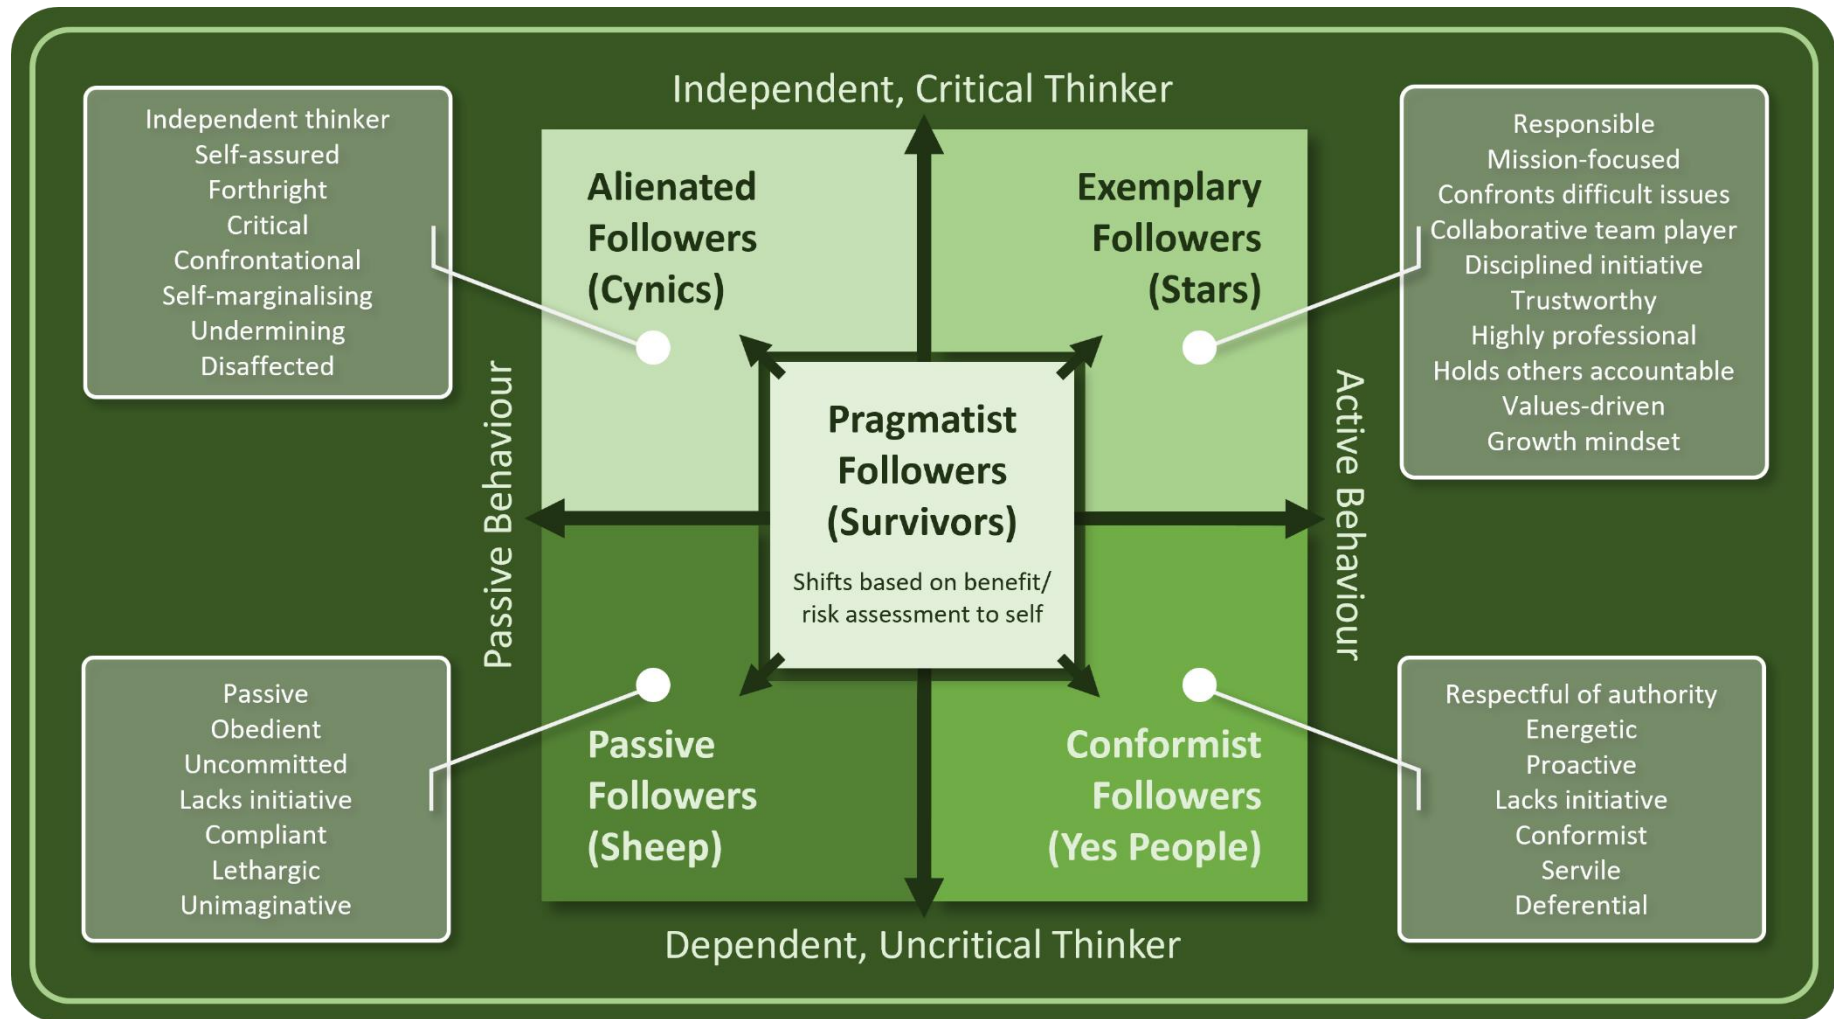 Independent, Critical Thinker
Independent thinker
Self-assured
Forthright
Critical
Confrontational
Self-marginalising
Undermining
Disaffected
Alienated
Followers
(Cynics)
Exemplary
Followers
(Stars)
Responsible
Mission-focused
Confronts difficult issues
Collaborative team player
Disciplined initiative
Trustworthy
Highly professional
Holds others accountable
Values-driven
Growth mindset
Passive Behaviour
Pragmatist
Followers
(Survivors)
Shifts based on benefit/
risk assessment to self
Active Behaviour
Passive
Obedient
Uncommitted
Lacks initiative
Compliant
Lethargic
Unimaginative
Passive
Followers
(Sheep)
Conformist
Followers
(Yes People)
Respectful of authority
Energetic
Proactive
Lacks initiative
Conformist
Servile
Deferential
Dependent, Uncritical Thinker